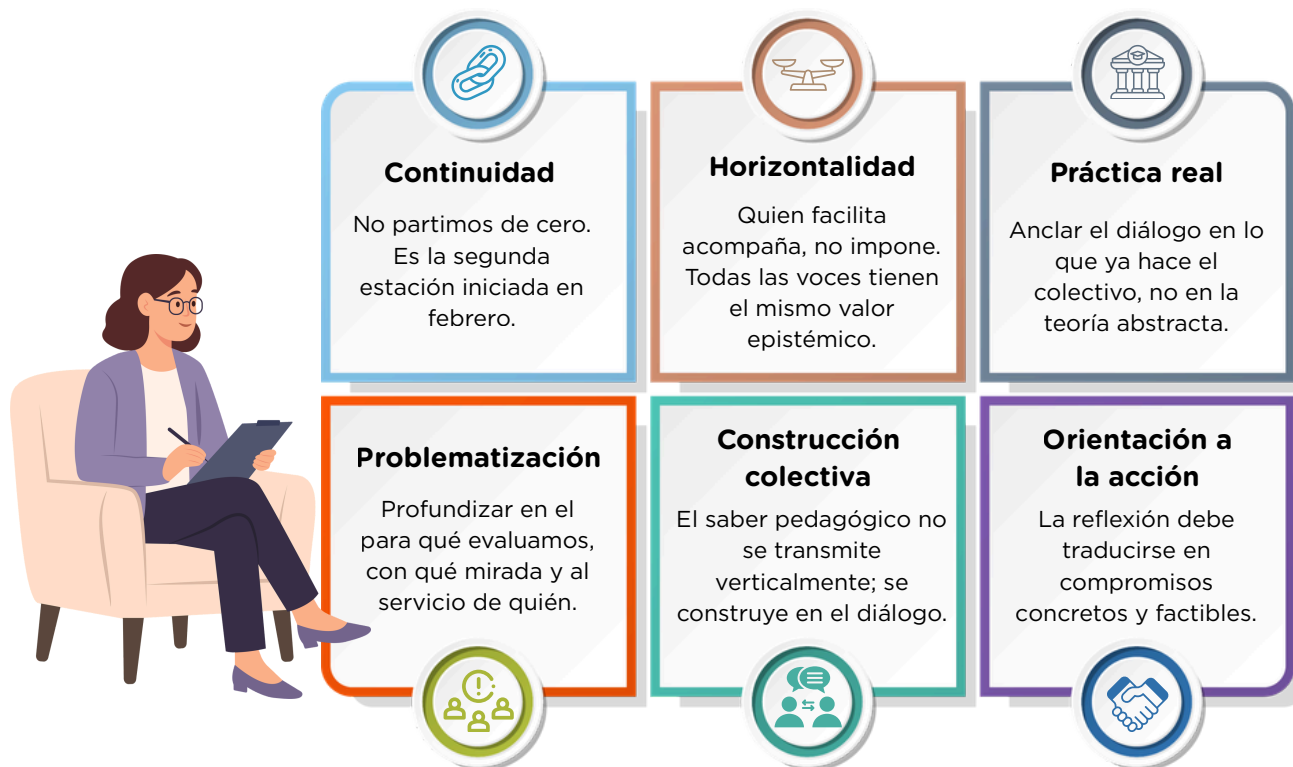 Continuidad
No partimos de cero.
Es la segunda
estación iniciada en
febrero.
Horizontalidad
Quien facilita
acompaña, no impone.
Todas las voces tienen
el mismo valor
epistémico.
Práctica real
Anclar el diálogo en lo
que ya hace el
colectivo, no en la
teoría abstracta.
Problematización
Profundizar en el
para qué evaluamos,
con qué mirada y al
servicio de quién.
Construcción
colectiva
El saber pedagógico no
se transmite
verticalmente; se
construye en el diálogo.
Orientación a
la acción
La reflexión debe
traducirse en
compromisos
concretos y factibles.